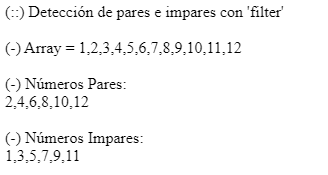 (::) Detección de pares e impares con 'filter'
(-) Array = 1,2,3,4,5,6,7,8,9,10,11,12
(-) Números Pares:
2,4,6,8,10,12
(-) Números Impares:
1,3,5,7,9,11